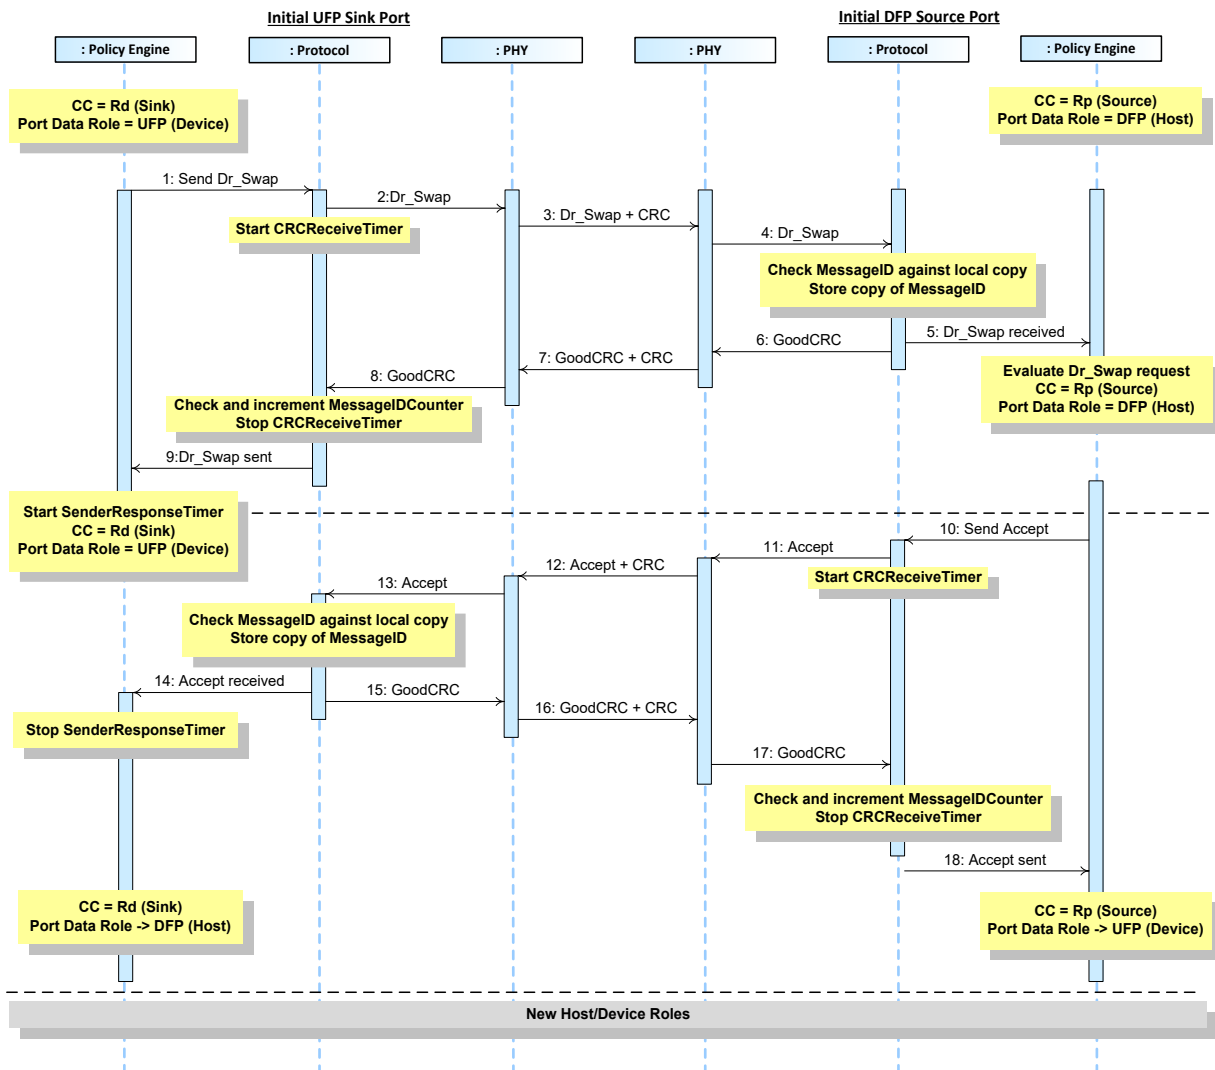 Initial UFP Sink Port
Initial DFP Source Port
: Policy Engine
: Protocol
: PHY
: PHY
: Protocol
: Policy Engine
CC = Rd (Sink)
Port Data Role = UFP (Device)
CC = Rp (Source)
Port Data Role = DFP (Host)
1: Send Dr_Swap
2:Dr_Swap
Start CRCReceiveTimer
3: Dr_Swap + CRC
4: Dr_Swap
Check MessageID against local copy
Store copy of MessageID
5: Dr_Swap received
6: GoodCRC
7: GoodCRC + CRC
8: GoodCRC
Evaluate Dr_Swap request
CC = Rp (Source)
Port Data Role = DFP (Host)
Check and increment MessageIDCounter
Stop CRCReceiveTimer
9:Dr_Swap sent
Start SenderResponseTimer
CC = Rd (Sink)
Port Data Role = UFP (Device)
10: Send Accept
11: Accept
Start CRCReceiveTimer
12: Accept + CRC
13: Accept
Check MessageID against local copy
Store copy of MessageID
14: Accept received
15: GoodCRC
16: GoodCRC + CRC
Stop SenderResponseTimer
17: GoodCRC
Check and increment MessageIDCounter
Stop CRCReceiveTimer
18: Accept sent
CC = Rd (Sink)
Port Data Role -> DFP (Host)
CC = Rp (Source)
Port Data Role -> UFP (Device)
New Host/Device Roles